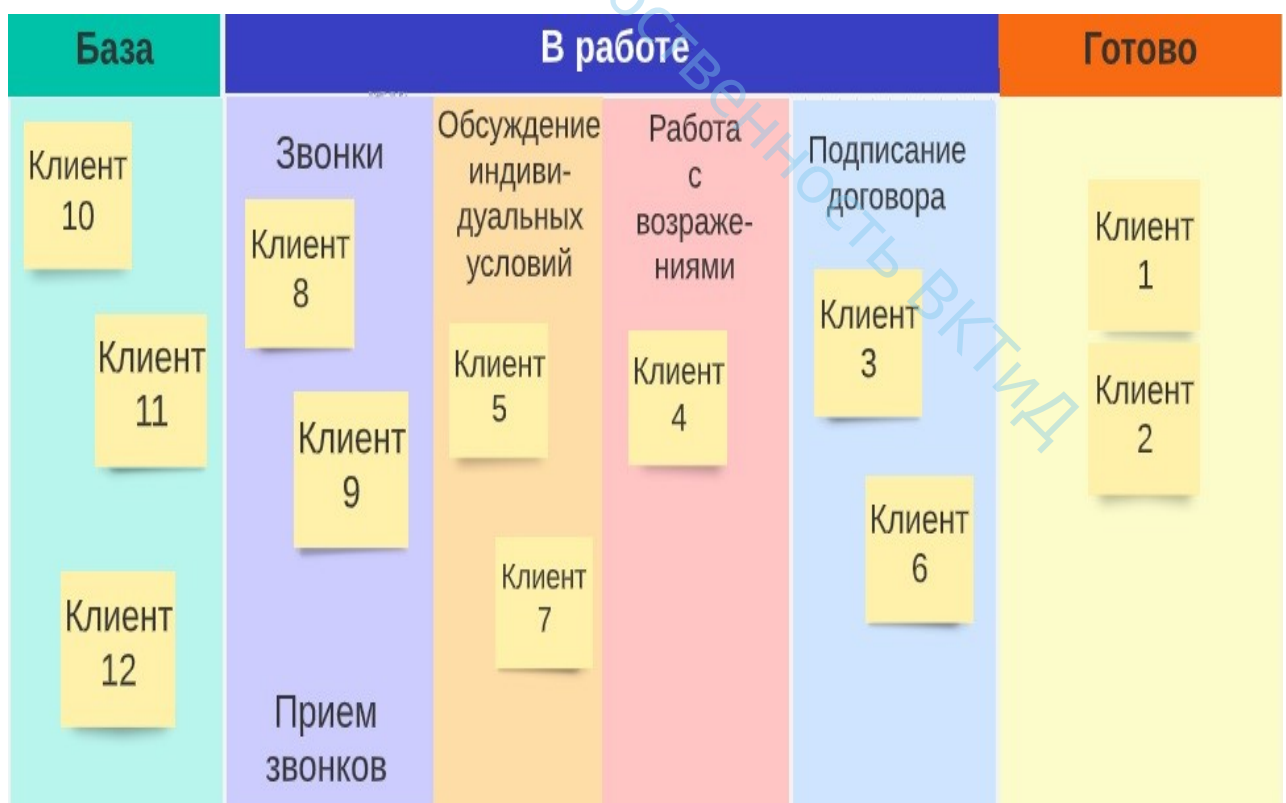 База
В работе
Готово
Клиент
10
Клиент
11
Клиент
12
Звонки
Клиент
8
Клиент
9
Прием
звонков
Обсуждение
индиви-
дуальных
условий
Клиент
5
Клиент
7
Работа
с
возраже-
ниями
Клиент
4
Подписание
договора
Клиент
3
Клиент
6
Клиент
1
Клиент
2
ВКТиД